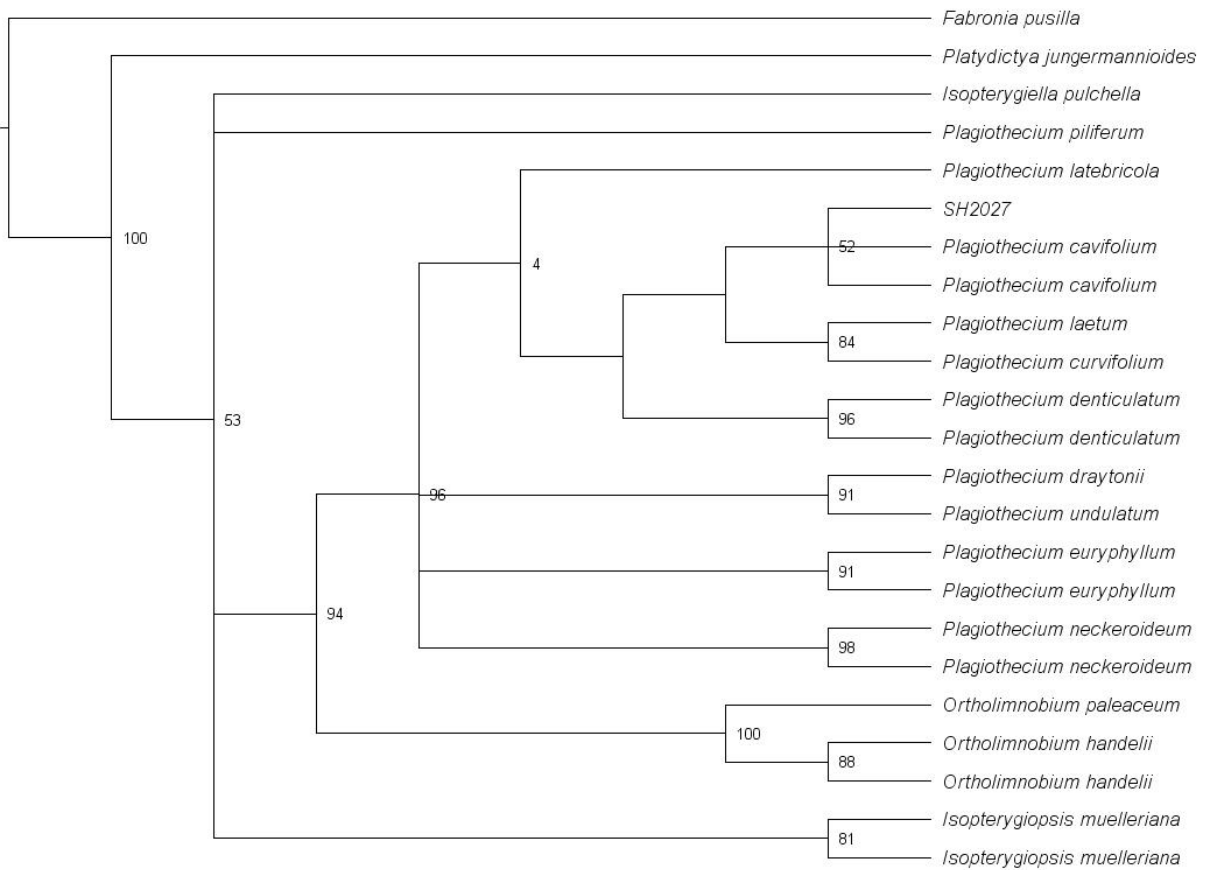 Fabronia pusilla
Platydictya jungermannioides
Isopterygiella pulchella
Plagiothecium piliferum
Plagiothecium latebricola
SH2027
52
Plagiothecium cavifolium
4
Plagiothecium cavifolium
100
Plagiothecium laetum
84
Plagiothecium curvifolium
Plagiothecium denticulatum
53
96
Plagiothecium denticulatum
Plagiothecium draytonii
96
91
Plagiothecium undulatum
Plagiothecium euryphyllum
91
Plagiothecium euryphyllum
94
Plagiothecium neckeroideum
98
Plagiothecium neckeroideum
Ortholimnobium paleaceum
100
Ortholimnobium handelii
88
Ortholimnobium handelii
Isopterygiopsis muelleriana
81
Isopterygiopsis muelleriana